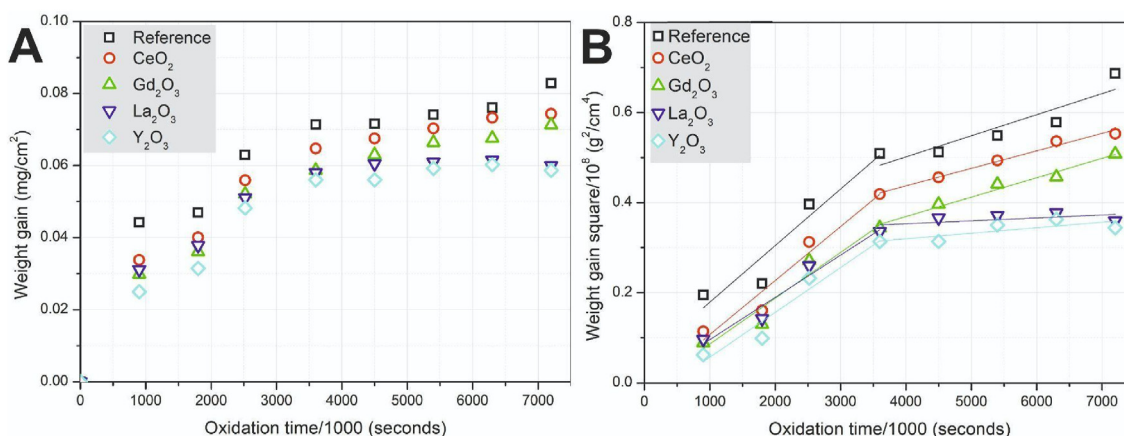 A
Reference
CeO₂
Gd₂O₃
La₂O₃
Y₂O₃
0.10
0.08
0.06
0.04
0.02
0.00
Weight gain (mg/cm²)
0 1000 2000 3000 4000 5000 6000 7000
Oxidation time/1000 (seconds)
B
Reference
CeO₂
Gd₂O₃
La₂O₃
Y₂O₃
0.8
0.6
0.4
0.2
0.0
Weight gain square/10⁸ (g²/cm⁴)
0 1000 2000 3000 4000 5000 6000 7000
Oxidation time/1000 (seconds)